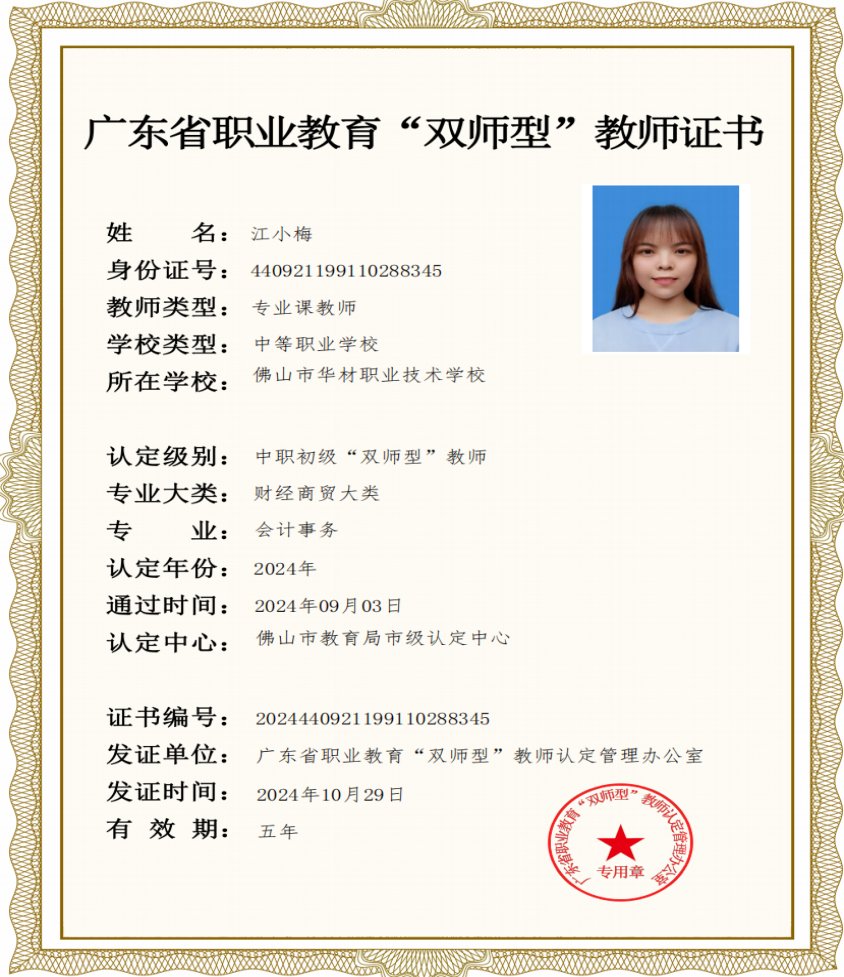 广东省职业教育“双师型”教师证书
姓 名：江小梅
身份证号：440921199110288345
教师类型：专业课教师
学校类型：中等职业学校
所在学校：佛山市华材职业技术学校
认定级别：中职初级“双师型”教师
专业大类：财经商贸大类
专 业：会计事务
认定年份：2024年
通过时间：2024年09月03日
认定中心：佛山市教育局市级认定中心
证书编号：2024440921199110288345
发证单位：广东省职业教育“双师型”教师认定管理办公室
发证时间：2024年10月29日
有 效 期：五年
广东省职业教育“双师型”教师认定管理办公室
专用章